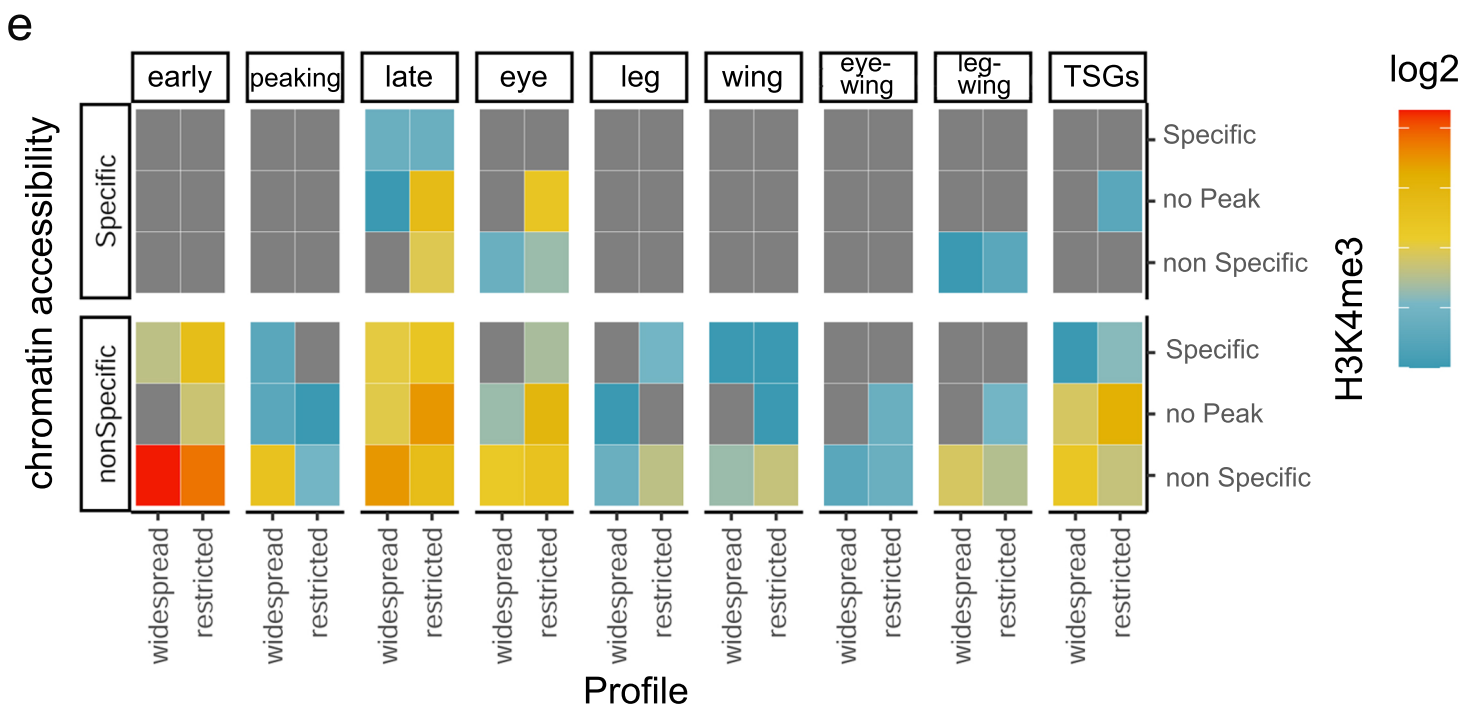 e
early
peaking
late
eye
leg
wing
eye-
wing
leg-
wing
TSGs
log2
chromatin accessibility
Specific
Specific
no Peak
non Specific
nonSpecific
Specific
no Peak
non Specific
H3K4me3
widespread
restricted
widespread
restricted
widespread
restricted
widespread
restricted
widespread
restricted
widespread
restricted
widespread
restricted
widespread
restricted
widespread
restricted
Profile